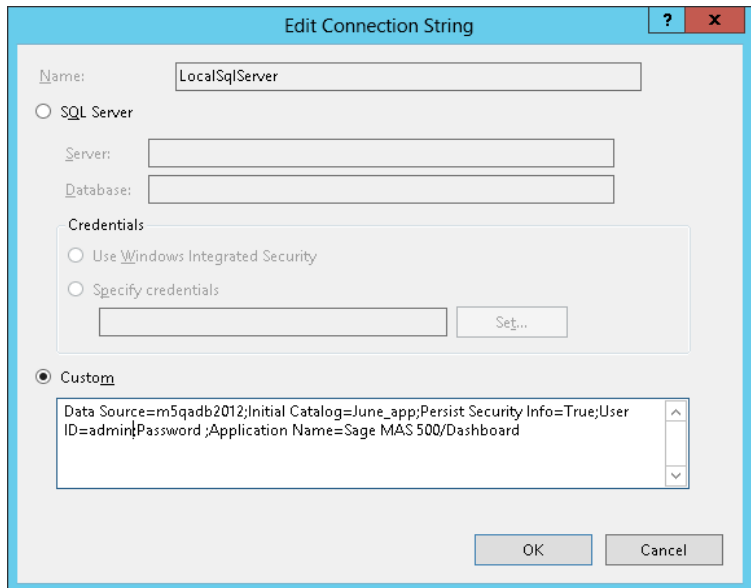 Edit Connection String
? x
Name: LocalSqlServer
SQL Server
Server:
Database:
Credentials
Use Windows Integrated Security
Specify credentials
Set...
Custom
Data Source=m5qadb2012;Initial Catalog=June_app;Persist Security Info=True;User
ID=admin;Password ;Application Name=Sage MAS 500/Dashboard
OK Cancel